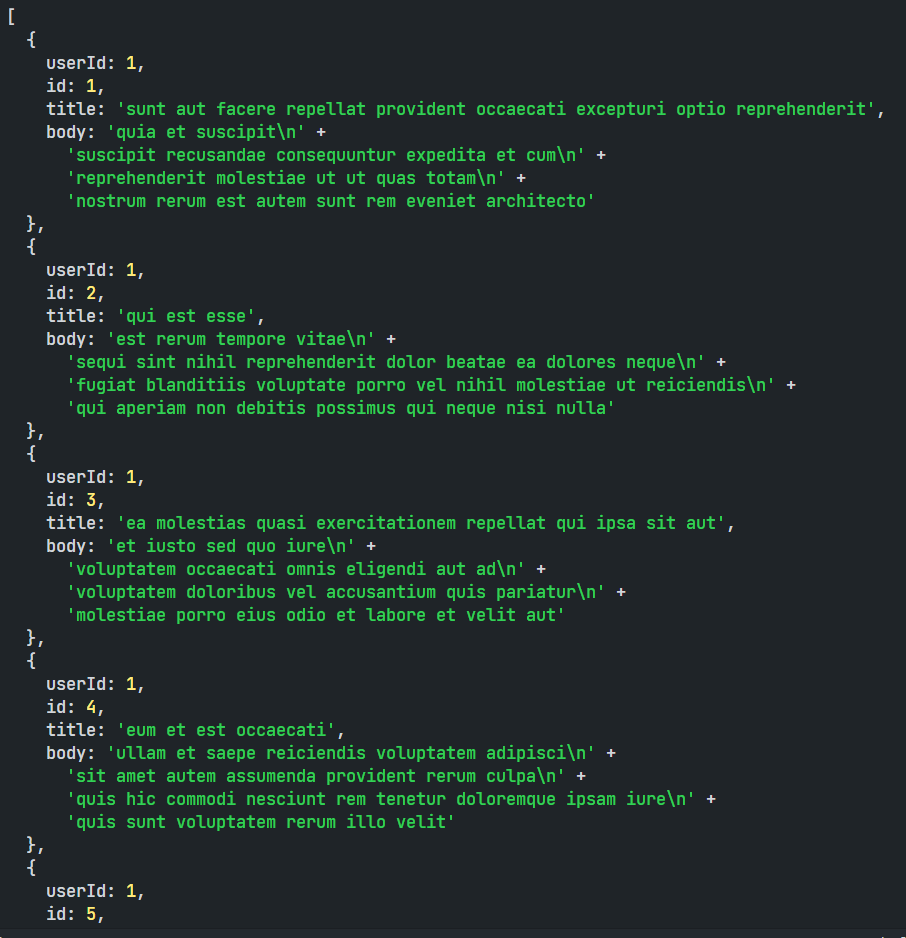 [
  {
    userId: 1,
    id: 1,
    title: 'sunt aut facere repellat provident occaecati excepturi optio reprehenderit',
    body: 'quia et suscipit\n' +
      'suscipit recusandae consequuntur expedita et cum\n' +
      'reprehenderit molestiae ut ut quas totam\n' +
      'nostrum rerum est autem sunt rem eveniet architecto'
  },
  {
    userId: 1,
    id: 2,
    title: 'qui est esse',
    body: 'est rerum tempore vitae\n' +
      'sequi sint nihil reprehenderit dolor beatae ea dolores neque\n' +
      'fugiat blanditiis voluptate porro vel nihil molestiae ut reiciendis\n' +
      'qui aperiam non debitis possimus qui neque nisi nulla'
  },
  {
    userId: 1,
    id: 3,
    title: 'ea molestias quasi exercitationem repellat qui ipsa sit aut',
    body: 'et iusto sed quo iure\n' +
      'voluptatem occaecati omnis eligendi aut ad\n' +
      'voluptatem doloribus vel accusantium quis pariatur\n' +
      'molestiae porro eius odio et labore et velit aut'
  },
  {
    userId: 1,
    id: 4,
    title: 'eum et est occaecati',
    body: 'ullam et saepe reiciendis voluptatem adipisci\n' +
      'sit amet autem assumenda provident rerum culpa\n' +
      'quis hic commodi nesciunt rem tenetur doloremque ipsam iure\n' +
      'quis sunt voluptatem rerum illo velit'
  },
  {
    userId: 1,
    id: 5,